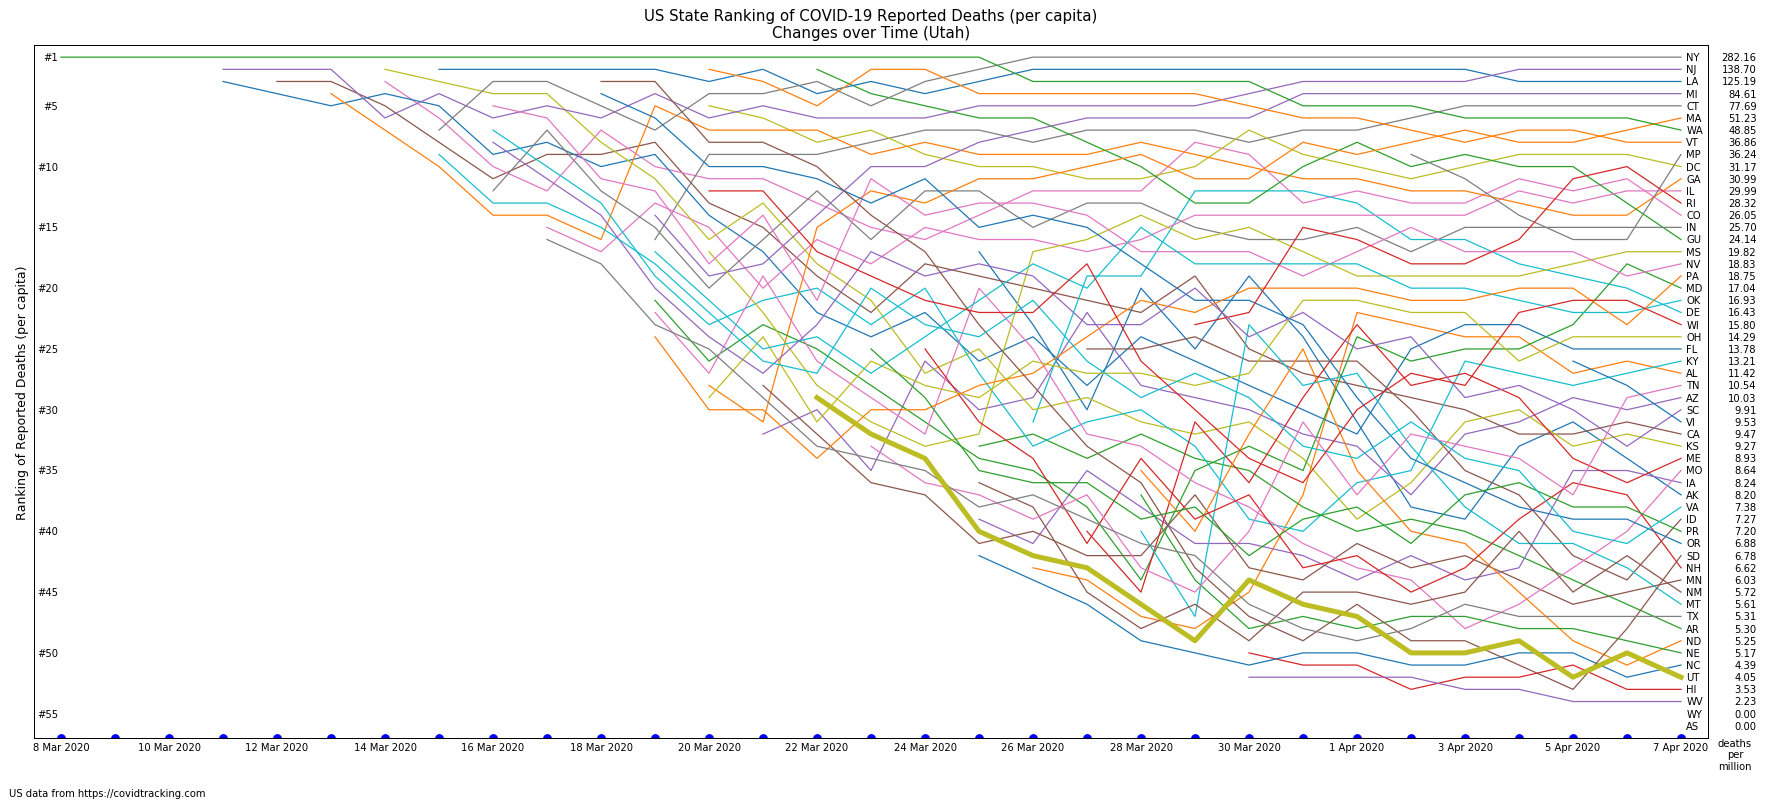 US State Ranking of COVID-19 Reported Deaths (per capita)
Changes over Time (Utah)
Ranking of Reported Deaths (per capita)
#1
#5
#10
#15
#20
#25
#30
#35
#40
#45
#50
#55
NY 282.16
NJ 138.70
LA 125.19
MI 84.61
CT 77.69
MA 51.23
WA 48.85
VT 36.86
MP 36.24
DC 31.17
GA 30.99
IL 29.99
RI 28.32
CO 26.05
IN 25.70
GU 24.14
MS 19.82
NV 18.83
PA 18.75
MD 17.04
OK 16.93
DE 16.43
WI 15.80
OH 14.29
FL 13.78
KY 13.21
AL 11.42
TN 10.54
AZ 10.03
SC 9.91
VI 9.53
CA 9.47
KS 9.27
ME 8.93
MO 8.64
IA 8.24
AK 8.20
VA 7.38
ID 7.27
PR 7.20
OR 6.88
SD 6.78
NH 6.62
MN 6.03
NM 5.72
MT 5.61
TX 5.31
AR 5.30
ND 5.25
NE 5.17
NC 4.39
UT 4.05
HI 3.53
WV 2.23
WY 0.00
AS 0.00
8 Mar 2020 10 Mar 2020 12 Mar 2020 14 Mar 2020 16 Mar 2020 18 Mar 2020 20 Mar 2020 22 Mar 2020 24 Mar 2020 26 Mar 2020 28 Mar 2020 30 Mar 2020 1 Apr 2020 3 Apr 2020 5 Apr 2020 7 Apr 2020
deaths
per
million
US data from https://covidtracking.com